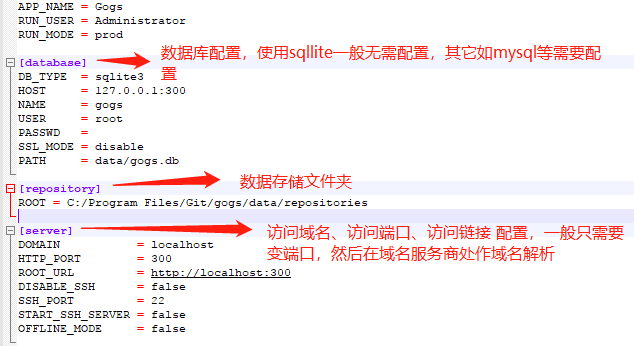 APP_NAME = Gogs
RUN_USER = Administrator
RUN_MODE = prod
数据库配置，使用sqllite一般无需配置，其它如mysql等需要配
置
[database]
DB_TYPE = sqlite3
HOST = 127.0.0.1:300
NAME = gogs
USER = root
PASSWD =
SSL_MODE = disable
PATH = data/gogs.db
数据存储文件夹
[repository]
ROOT = C:/Program Files/Git/gogs/data/repositories
访问域名、访问端口、访问链接 配置，一般只需要
变端口，然后在域名服务商处作域名解析
[server]
DOMAIN = localhost
HTTP_PORT = 300
ROOT_URL = http://localhost:300
DISABLE_SSH = false
SSH_PORT = 22
START_SSH_SERVER = false
OFFLINE_MODE = false